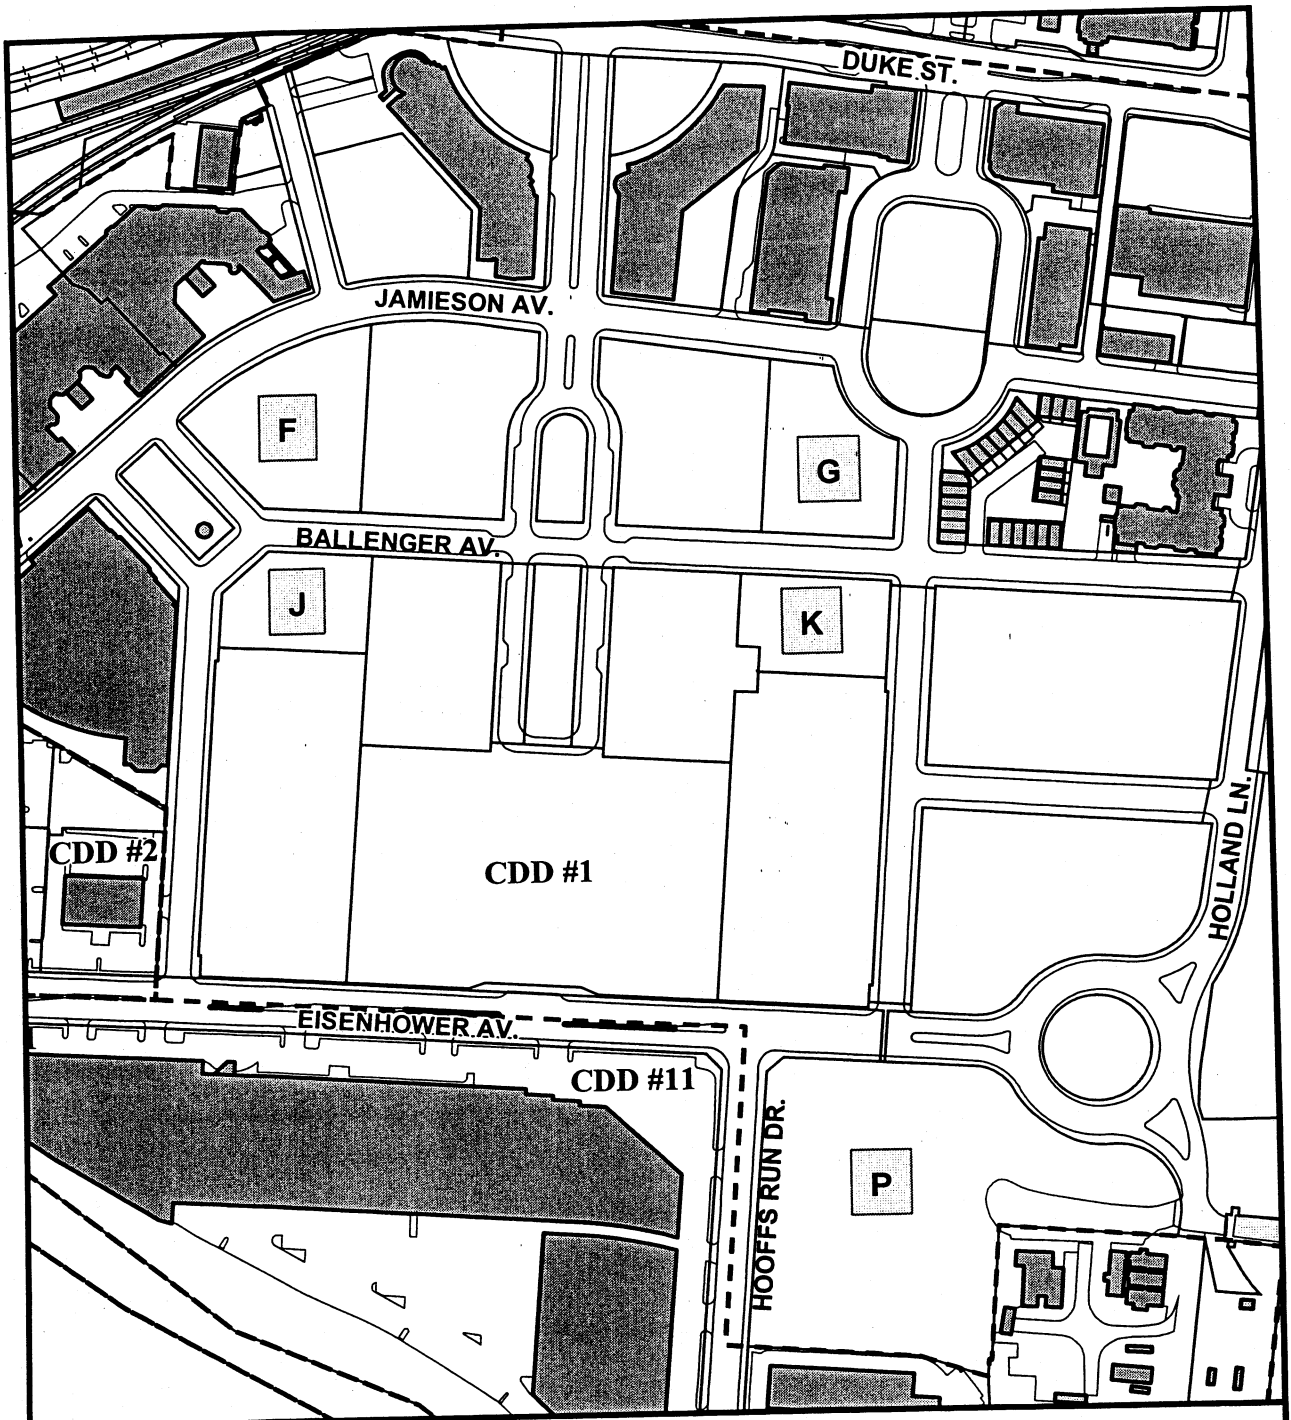 DUKE ST.
JAMIESON AV.
F
G
BALLENGER AV.
J
K
HOLLAND LN.
CDD #2
CDD #1
EISENHOWER AV.
CDD #11
HOOFFS RUN DR.
P